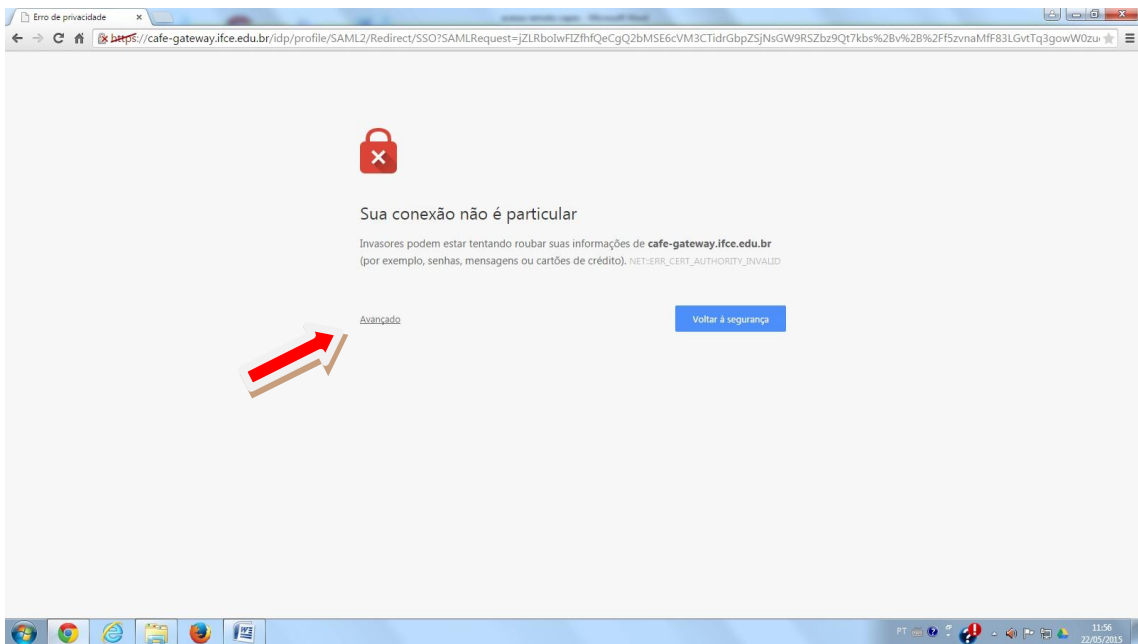 Erro de privacidade
https://cafe-gateway.ifce.edu.br/idp/profile/SAML2/Redirect/SSO?SAMLRequest=jZLRboIwFIZfhfQeCgQ2bMSE6cVM3CTidrGbpZSjNsGW9RSZbz9Qt7kbs%2Bv%2B%2Ff5zvnaMfF83LGvtTq3gowW0zu
Sua conexão não é particular
Invasores podem estar tentando roubar suas informações de cafe-gateway.ifce.edu.br
(por exemplo, senhas, mensagens ou cartões de crédito). NET::ERR_CERT_AUTHORITY_INVALID
Avançado
Voltar à segurança
PT
11:56
22/05/2015